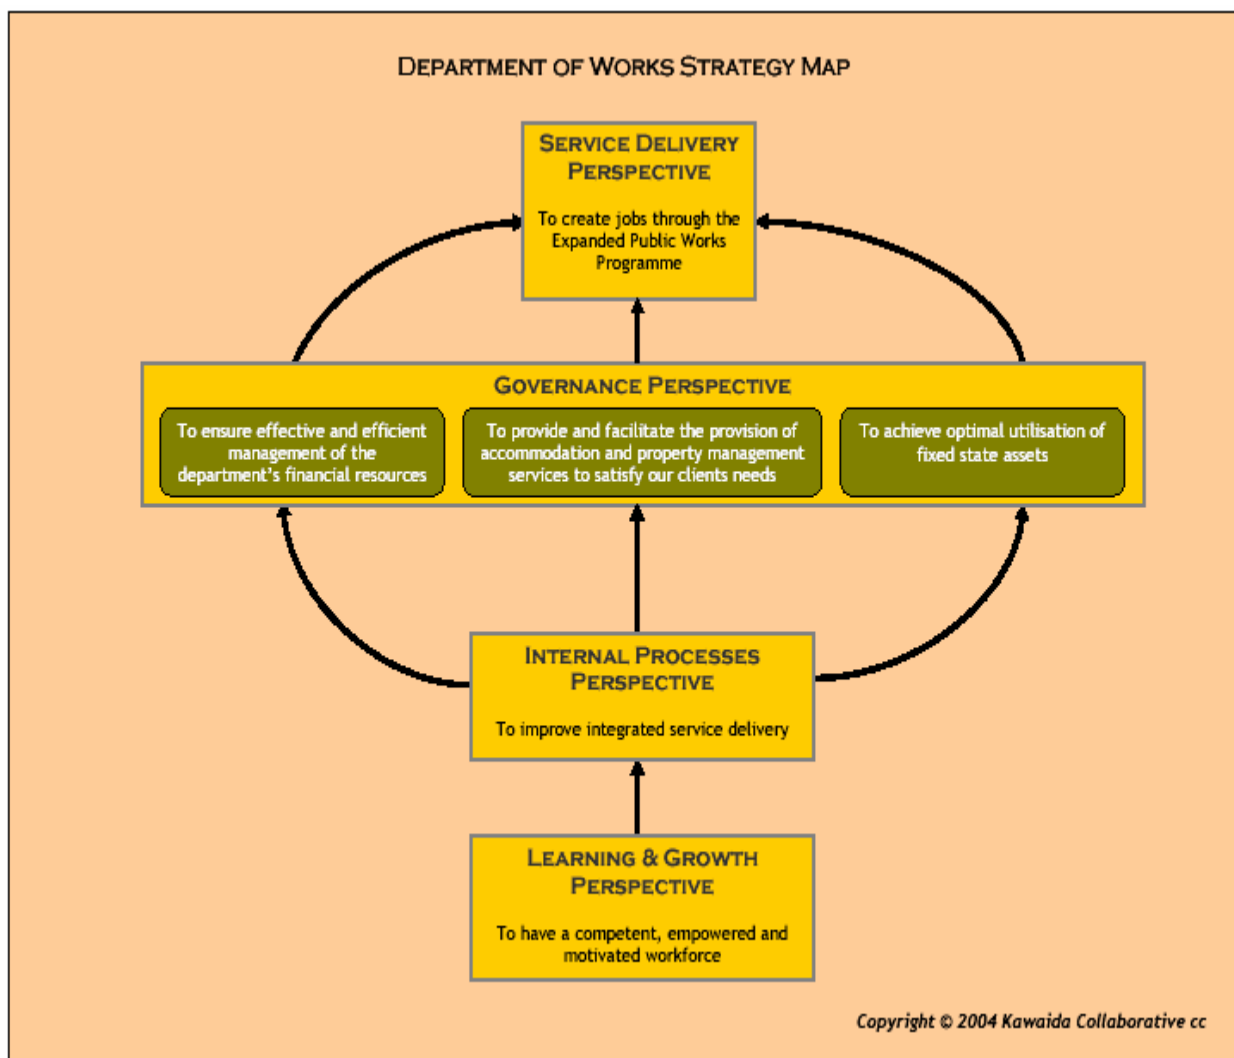 DEPARTMENT OF WORKS STRATEGY MAP
SERVICE DELIVERY
PERSPECTIVE
To create jobs through the
Expanded Public Works
Programme
GOVERNANCE PERSPECTIVE
To ensure effective and efficient
management of the
department's financial resources
To provide and facilitate the provision of
accommodation and property management
services to satisfy our clients needs
To achieve optimal utilisation of
fixed state assets
INTERNAL PROCESSES
PERSPECTIVE
To improve integrated service delivery
LEARNING & GROWTH
PERSPECTIVE
To have a competent, empowered and
motivated workforce
Copyright © 2004 Kawaida Collaborative cc